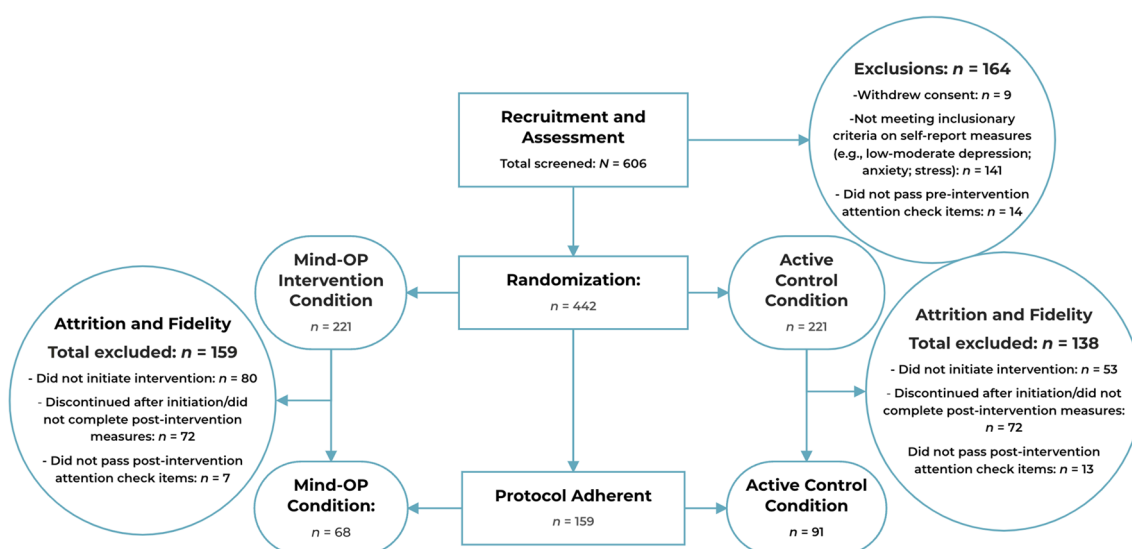 Recruitment and
Assessment
Total screened: N = 606
Exclusions: n = 164
-Withdrew consent: n = 9
-Not meeting inclusionary
criteria on self-report measures
(e.g., low-moderate depression;
anxiety; stress): n = 141
- Did not pass pre-intervention
attention check items: n = 14
Mind-OP
Intervention
Condition
n = 221
Randomization:
n = 442
Active
Control
Condition
n = 221
Attrition and Fidelity
Total excluded: n = 159
- Did not initiate intervention: n = 80
- Discontinued after initiation/did
not complete post-intervention
measures: n = 72
- Did not pass post-intervention
attention check items: n = 7
Attrition and Fidelity
Total excluded: n = 138
- Did not initiate intervention: n = 53
- Discontinued after initiation/did not
complete post-intervention measures:
n = 72
Did not pass post-intervention
attention check items: n = 13
Mind-OP
Condition:
n = 68
Protocol Adherent
n = 159
Active Control
Condition
n = 91